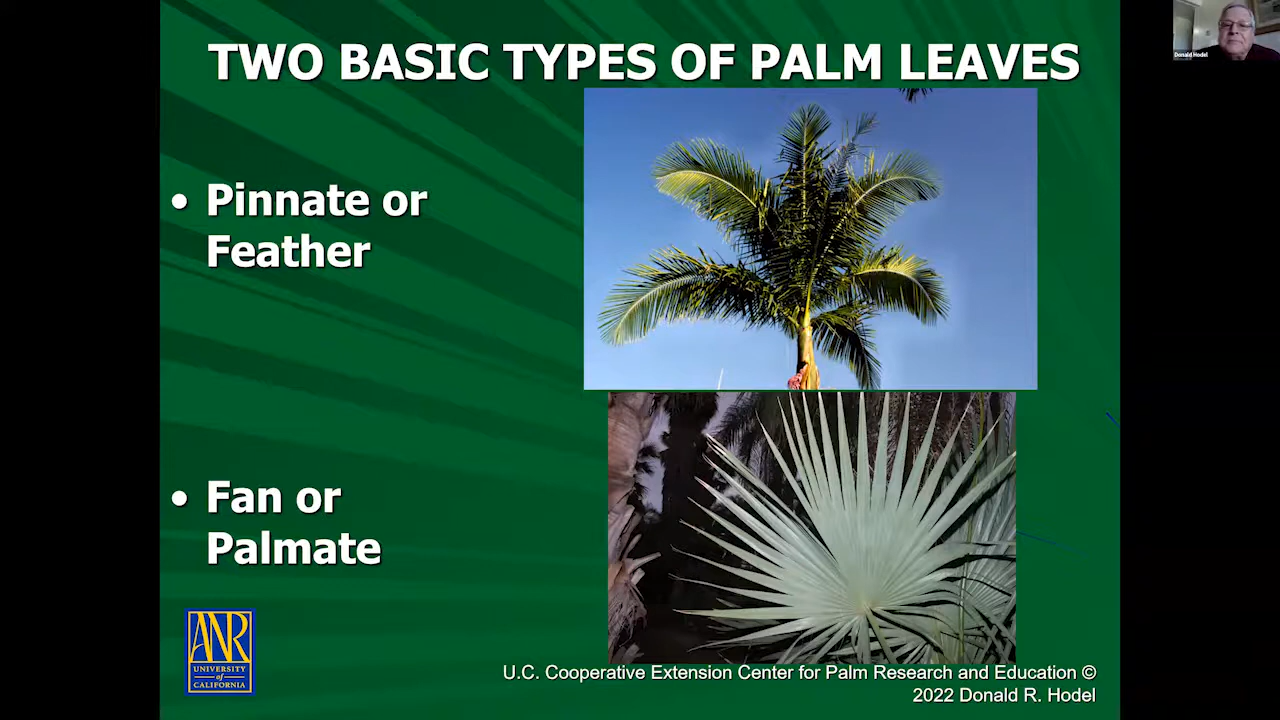 TWO BASIC TYPES OF PALM LEAVES
• Pinnate or
Feather
• Fan or
Palmate
ANR
UNIVERSITY
of
CALIFORNIA
U.C. Cooperative Extension Center for Palm Research and Education ©
2022 Donald R. Hodel
Donald Hodel